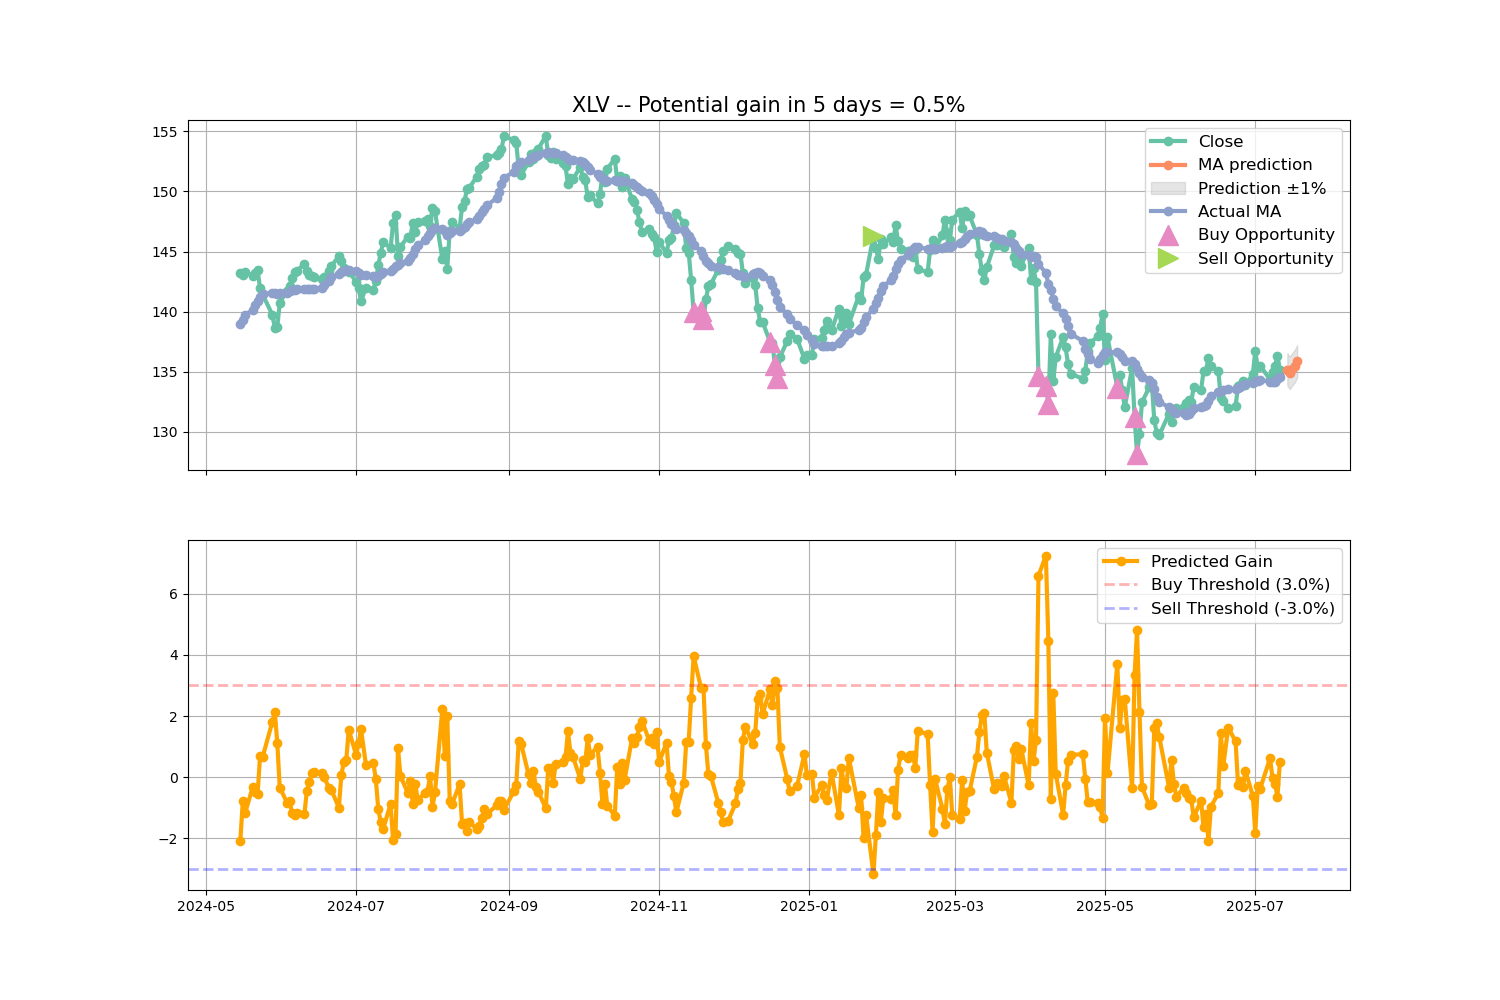 XLV -- Potential gain in 5 days = 0.5%
155
150
145
140
135
130
Close
MA prediction
Prediction ±1%
Actual MA
Buy Opportunity
Sell Opportunity
6
4
2
0
−2
Predicted Gain
Buy Threshold (3.0%)
Sell Threshold (-3.0%)
2024-05
2024-07
2024-09
2024-11
2025-01
2025-03
2025-05
2025-07